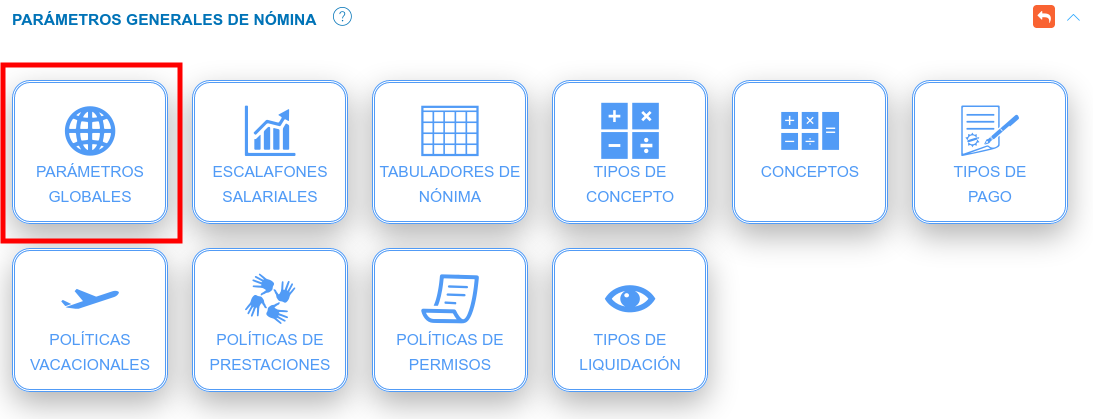 PARÁMETROS GENERALES DE NÓMINA ?
PARÁMETROS
GLOBALES
ESCALAFONES
SALARIALES
TABULADORES DE
NÓNIMA
TIPOS DE
CONCEPTO
CONCEPTOS
TIPOS DE
PAGO
POLÍTICAS
VACACIONALES
POLÍTICAS DE
PRESTACIONES
POLÍTICAS DE
PERMISOS
TIPOS DE
LIQUIDACIÓN